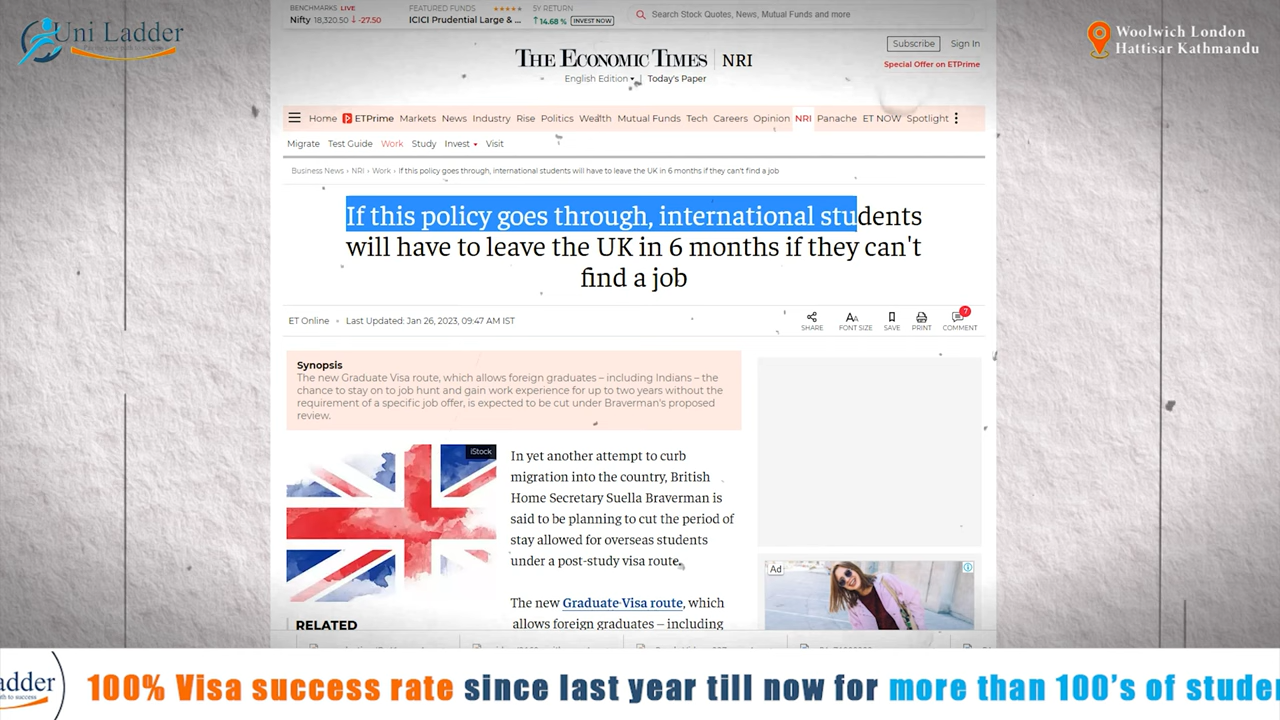 Uni Ladder
Woolwich London
Hattisar Kathmandu
BENCHMARKS LIVE
Nifty 18,320.50 ↓ -27.50
FEATURED FUNDS ★★★★★
ICICI Prudential Large & ...
5Y RETURN
↑14.68 % INVEST NOW
Search Stock Quotes, News, Mutual Funds and more
THE ECONOMIC TIMES | NRI
English Edition ▾ | Today's Paper
Subscribe Sign In
Special Offer on ETPrime
Home ETPrime Markets News Industry Rise Politics Wealth Mutual Funds Tech Careers Opinion NRI Panache ET NOW Spotlight
Migrate Test Guide Work Study Invest ▾ Visit
Business News › NRI › Work › If this policy goes through, international students will have to leave the UK in 6 months if they can't find a job
If this policy goes through, international students
will have to leave the UK in 6 months if they can't
find a job
ET Online • Last Updated: Jan 26, 2023, 09:47 AM IST
SHARE FONT SIZE SAVE PRINT COMMENT
7
Synopsis
The new Graduate Visa route, which allows foreign graduates – including Indians – the
chance to stay on to job hunt and gain work experience for up to two years without the
requirement of a specific job offer, is expected to be cut under Braverman's proposed
review.
iStock
In yet another attempt to curb
migration into the country, British
Home Secretary Suella Braverman is
said to be planning to cut the period of
stay allowed for overseas students
under a post-study visa route.
The new Graduate Visa route, which
allows foreign graduates – including
RELATED
Ad
adder
th to success
100% Visa success rate since last year till now for more than 100's of stude